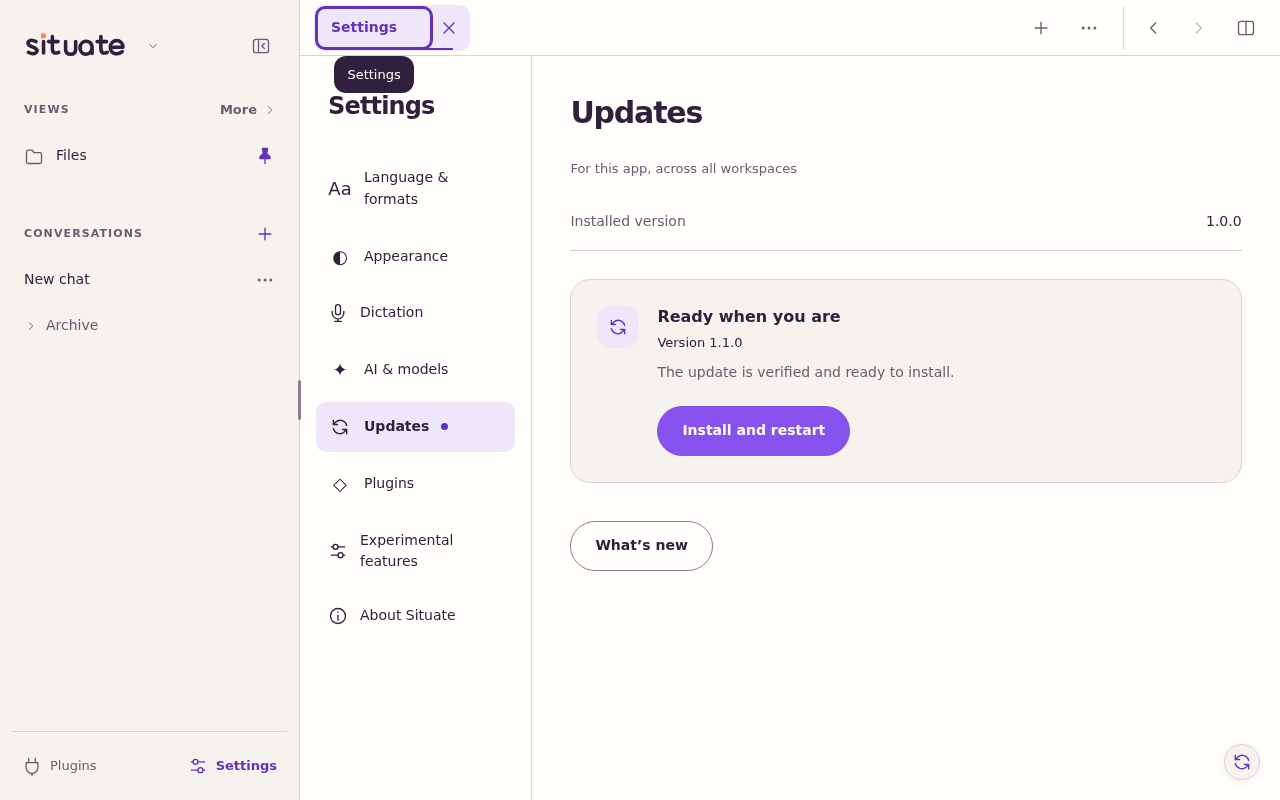 situate
VIEWS
More
Files
CONVERSATIONS
New chat
Archive
Plugins
Settings
Settings
Settings
Settings
Aa
Language &
formats
Appearance
Dictation
AI & models
Updates
Plugins
Experimental
features
About Situate
Updates
For this app, across all workspaces
Installed version
1.0.0
Ready when you are
Version 1.1.0
The update is verified and ready to install.
Install and restart
What’s new